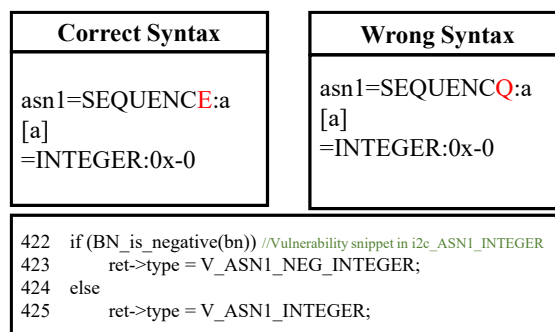 Correct Syntax
asn1=SEQUENCE:a
[a]
=INTEGER:0x-0
Wrong Syntax
asn1=SEQUENCQ:a
[a]
=INTEGER:0x-0
422 if (BN_is_negative(bn)) //Vulnerability snippet in i2c_ASN1_INTEGER
423 ret->type = V_ASN1_NEG_INTEGER;
424 else
425 ret->type = V_ASN1_INTEGER;